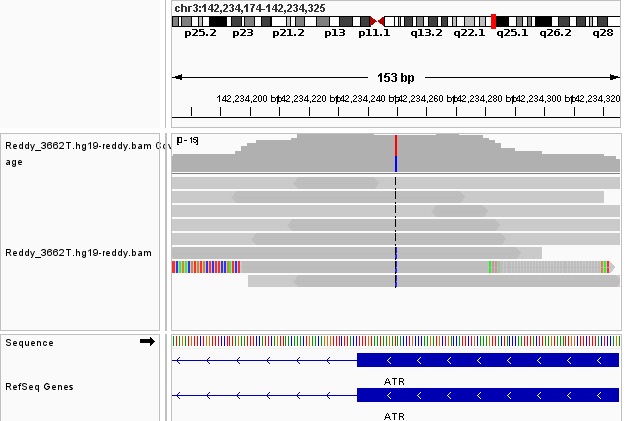 chr3:142,234,174-142,234,325
p25.2 p23 p21.2 p13 p11.1 q13.2 q22.1 q25.1 q26.2 q28
153 bp
142,234,200 bp 142,234,220 bp 142,234,240 bp 142,234,260 bp 142,234,280 bp 142,234,300 bp 142,234,320
Reddy_3662T.hg19-reddy.bam Cov
age
[0 - 15]
Reddy_3662T.hg19-reddy.bam
Sequence
ATR
RefSeq Genes
ATR